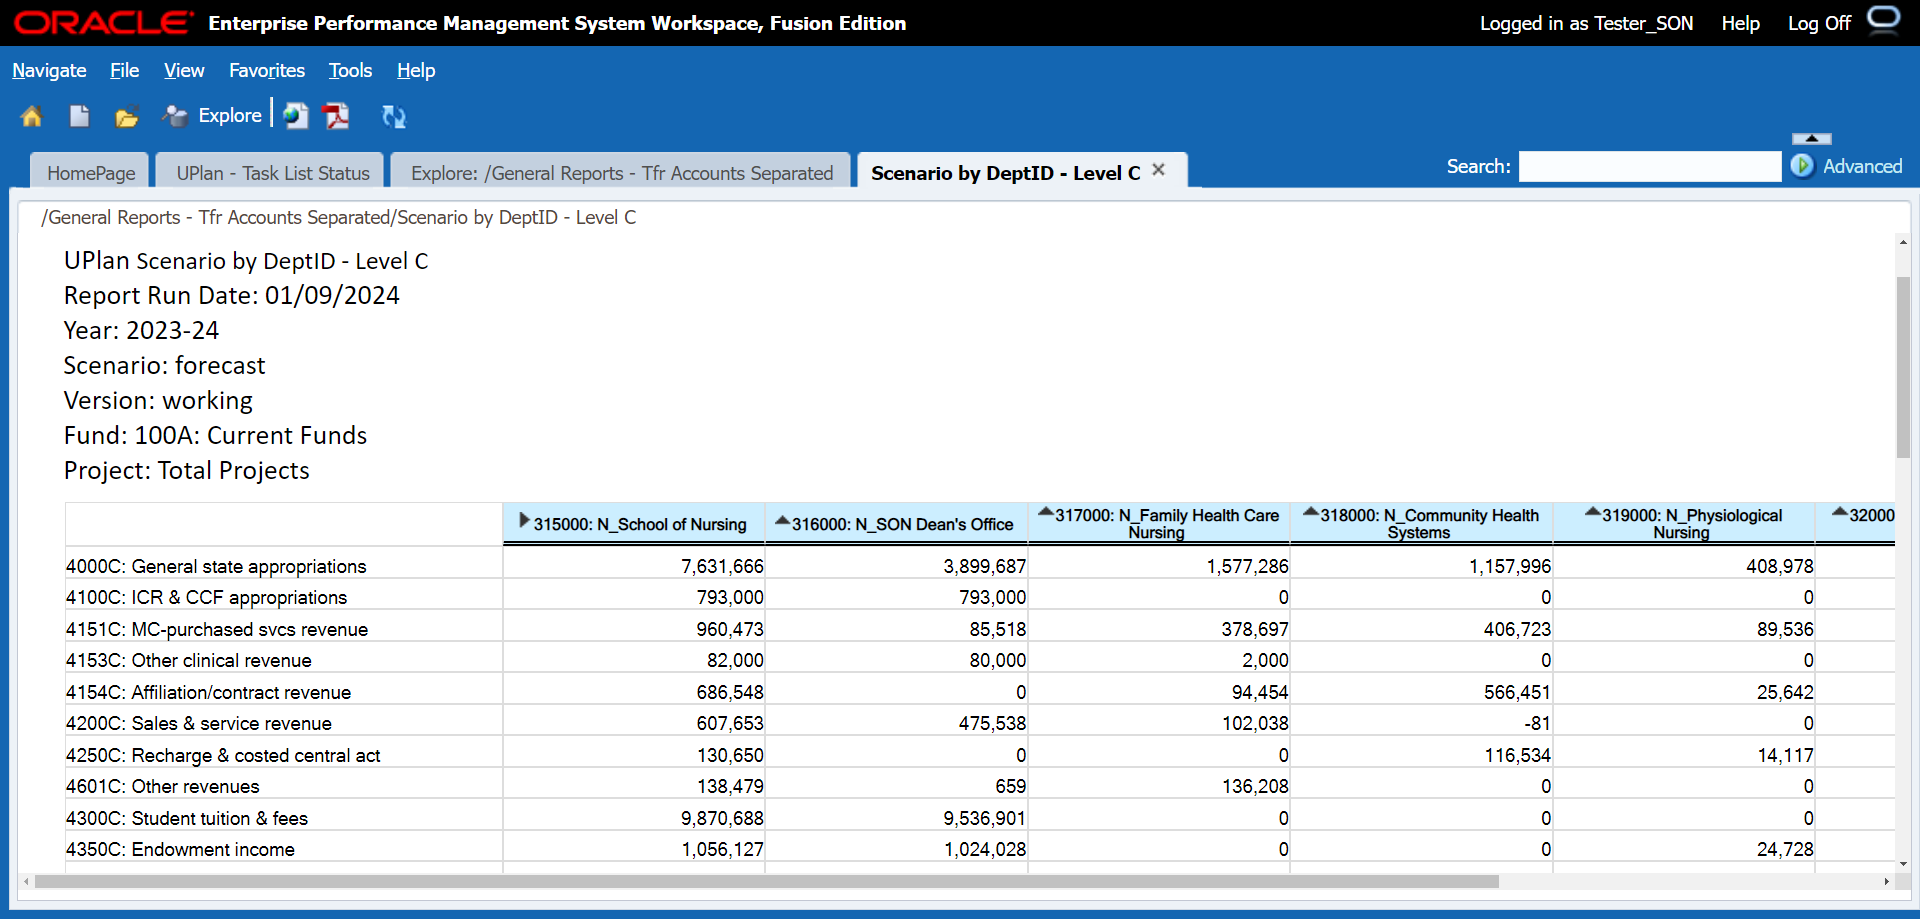 ORACLE Enterprise Performance Management System Workspace, Fusion Edition Logged in as Tester_SON Help Log Off
Navigate File View Favorites Tools Help
Explore
HomePage UPlan - Task List Status Explore: /General Reports - Tfr Accounts Separated Scenario by DeptID - Level C Search: Advanced
/General Reports - Tfr Accounts Separated/Scenario by DeptID - Level C
UPlan Scenario by DeptID - Level C
Report Run Date: 01/09/2024
Year: 2023-24
Scenario: forecast
Version: working
Fund: 100A: Current Funds
Project: Total Projects
315000: N_School of Nursing 316000: N_SON Dean's Office 317000: N_Family Health Care Nursing 318000: N_Community Health Systems 319000: N_Physiological Nursing 32000
4000C: General state appropriations 7,631,666 3,899,687 1,577,286 1,157,996 408,978
4100C: ICR & CCF appropriations 793,000 793,000 0 0 0
4151C: MC-purchased svcs revenue 960,473 85,518 378,697 406,723 89,536
4153C: Other clinical revenue 82,000 80,000 2,000 0 0
4154C: Affiliation/contract revenue 686,548 0 94,454 566,451 25,642
4200C: Sales & service revenue 607,653 475,538 102,038 -81 0
4250C: Recharge & costed central act 130,650 0 0 116,534 14,117
4601C: Other revenues 138,479 659 136,208 0 0
4300C: Student tuition & fees 9,870,688 9,536,901 0 0 0
4350C: Endowment income 1,056,127 1,024,028 0 0 24,728